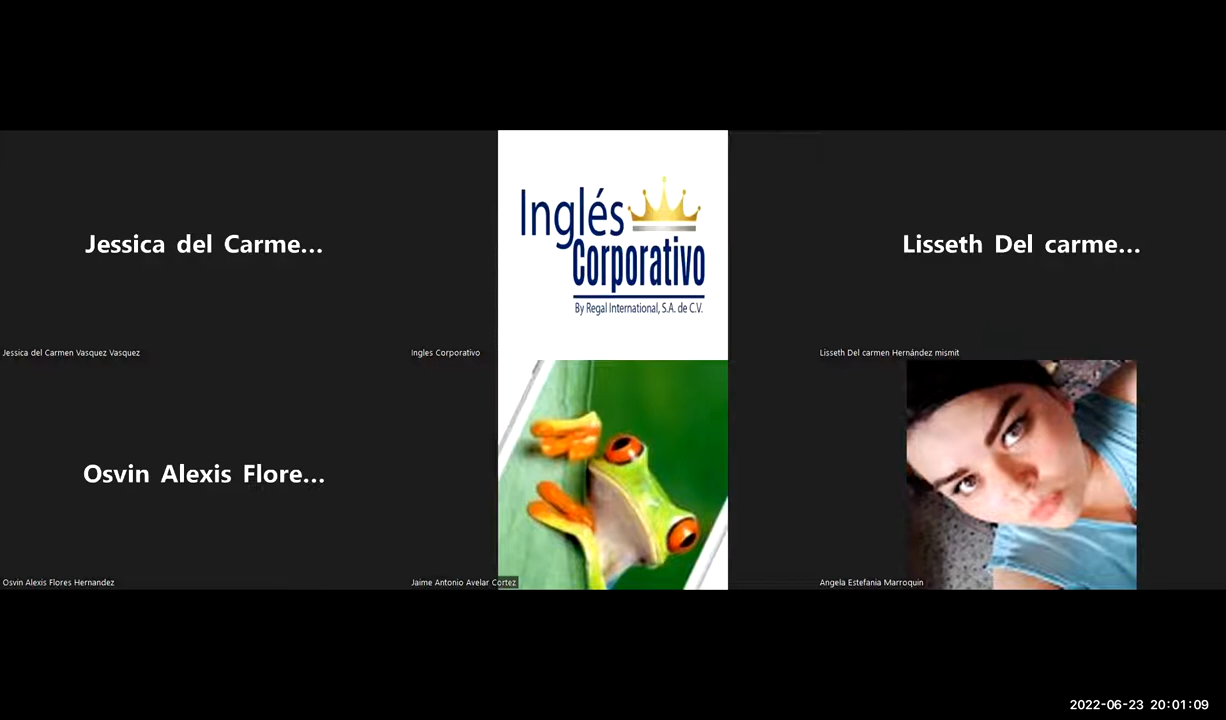 Jessica del Carme...
Jessica del Carmen Vasquez Vasquez
Inglés
Corporativo
By Regal International, S.A. de C.V.
Ingles Corporativo
Lisseth Del carme...
Lisseth Del carmen Hernández mismit
Osvin Alexis Flore...
Osvin Alexis Flores Hernandez
Jaime Antonio Avelar Cortez
Angela Estefania Marroquin
2022-06-23 20:01:09